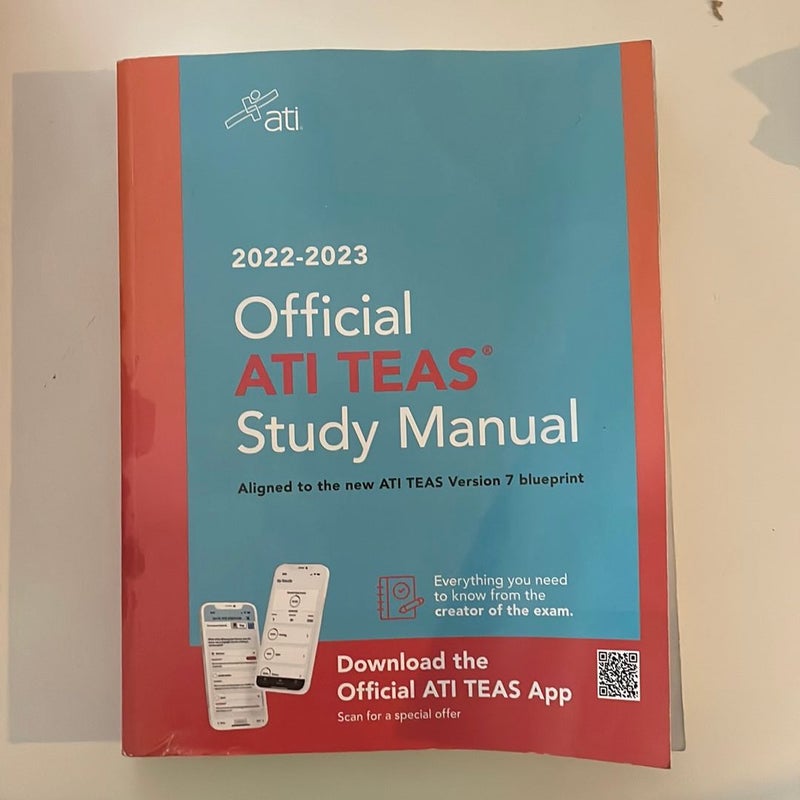 ati
2022-2023
Official
ATI TEAS®
Study Manual
Aligned to the new ATI TEAS Version 7 blueprint
Everything you need
to know from the
creator of the exam.
Download the
Official ATI TEAS App
Scan for a special offer